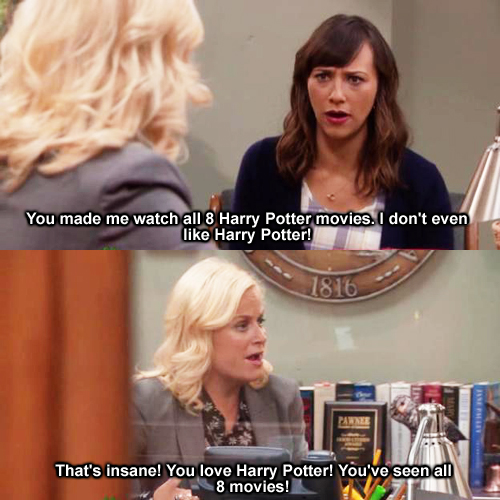 You made me watch all 8 Harry Potter movies. I don't even
like Harry Potter!
1816
PAWNEE
That's insane! You love Harry Potter! You've seen all
8 movies!